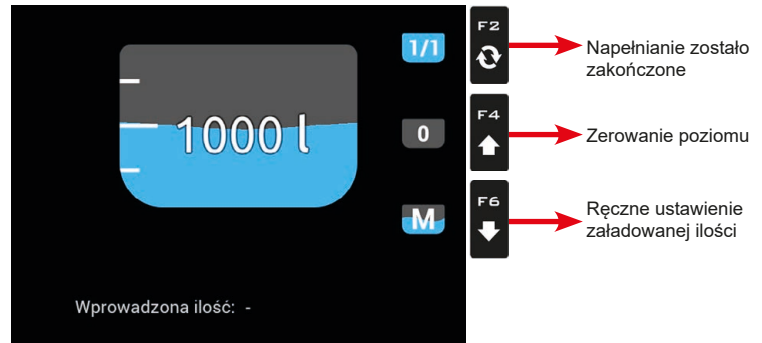 1/1
F2
Napełnianie zostało
zakończone
1000 l
0
F4
Zerowanie poziomu
M
F6
Ręczne ustawienie
załadowanej ilości
Wprowadzona ilość: -